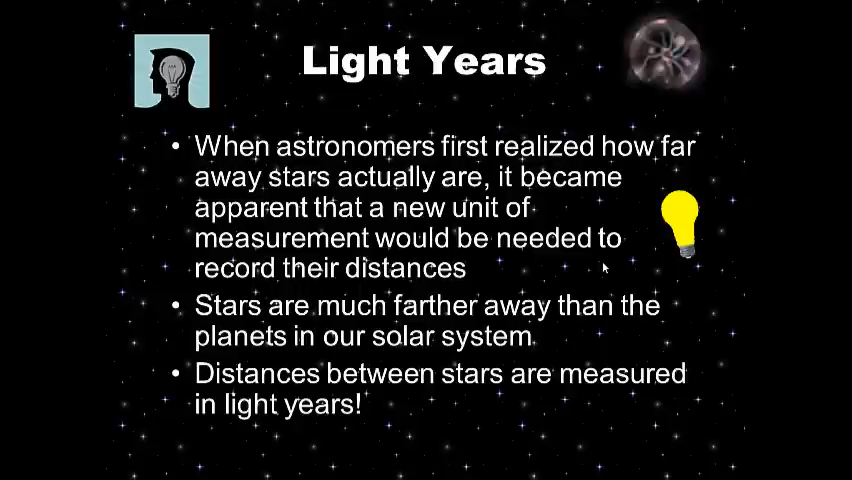 Light Years
• When astronomers first realized how far
away stars actually are, it became
apparent that a new unit of
measurement would be needed to
record their distances
• Stars are much farther away than the
planets in our solar system
• Distances between stars are measured
in light years!